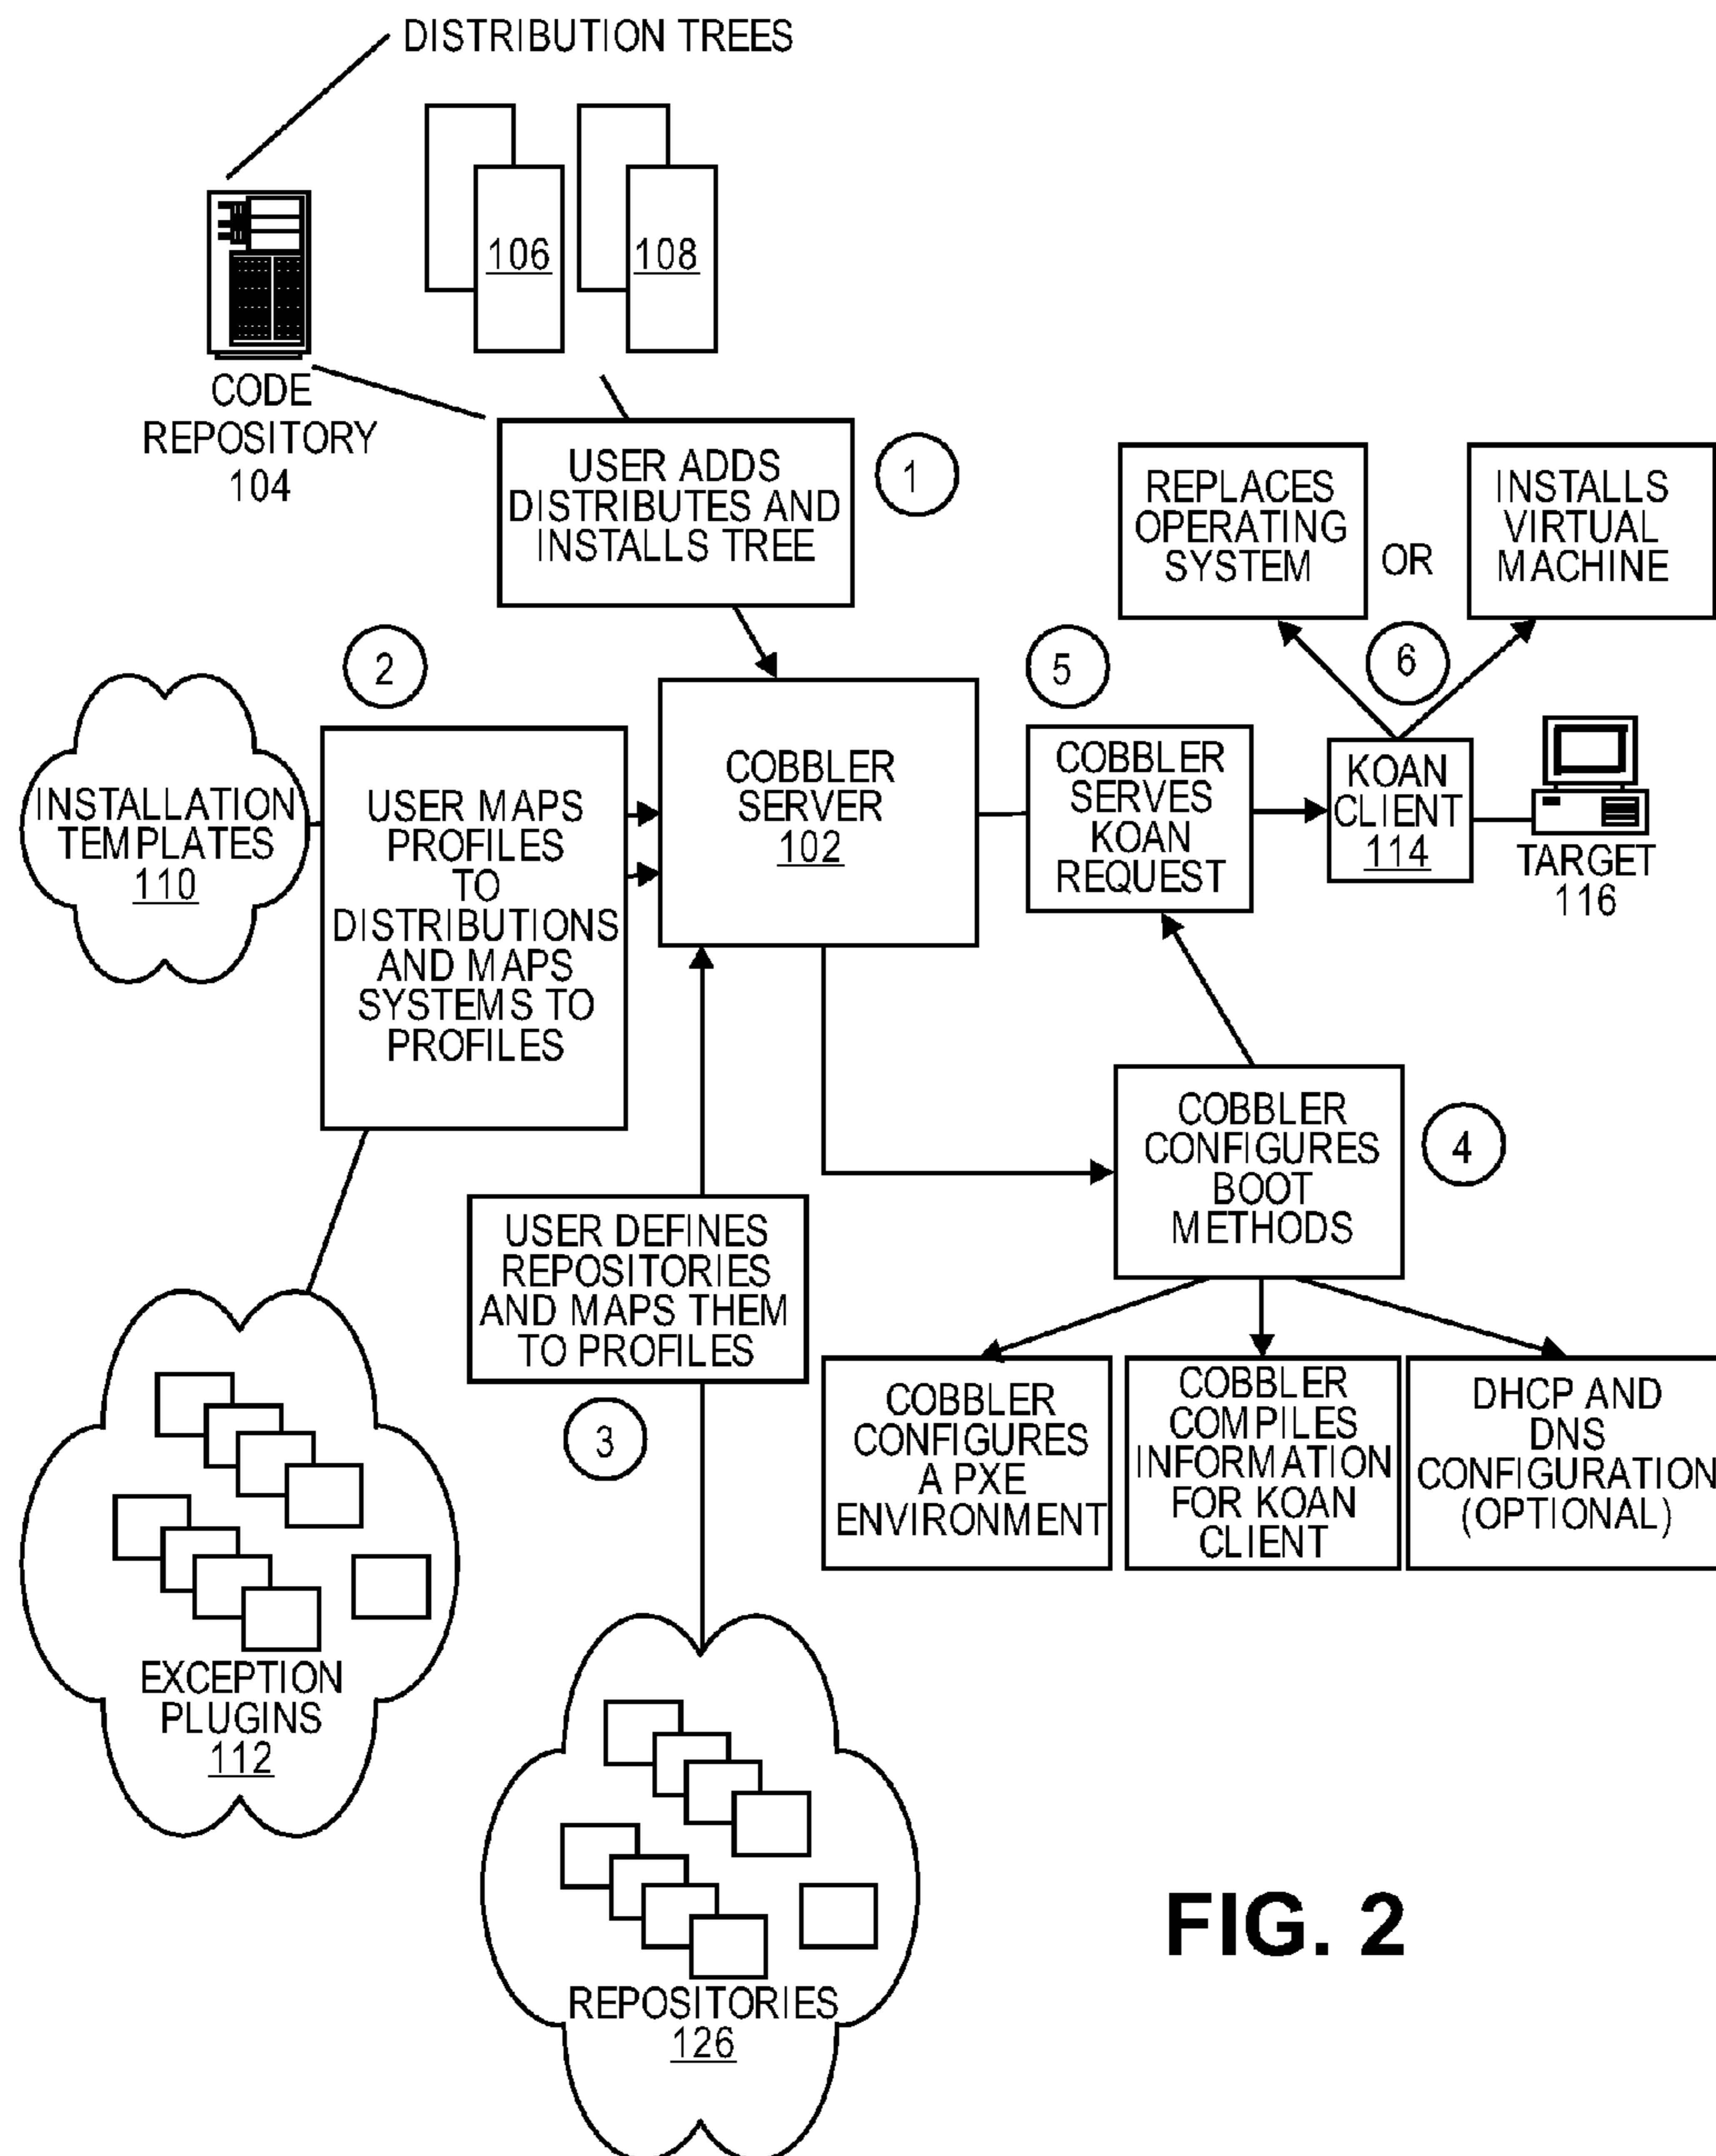 DISTRIBUTION TREES
106
108
CODE
REPOSITORY
104
USER ADDS
DISTRIBUTES AND
INSTALLS TREE
1
REPLACES
OPERATING
SYSTEM
OR
INSTALLS
VIRTUAL
MACHINE
2
5
6
INSTALLATION
TEMPLATES
110
USER MAPS
PROFILES
TO
DISTRIBUTIONS
AND MAPS
SYSTEMS TO
PROFILES
COBBLER
SERVER
102
COBBLER
SERVES
KOAN
REQUEST
KOAN
CLIENT
114
TARGET
116
COBBLER
CONFIGURES
BOOT
METHODS
4
USER DEFINES
REPOSITORIES
AND MAPS THEM
TO PROFILES
3
COBBLER
CONFIGURES
A PXE
ENVIRONMENT
COBBLER
COMPILES
INFORMATION
FOR KOAN
CLIENT
DHCP AND
DNS
CONFIGURATION
(OPTIONAL)
EXCEPTION
PLUGINS
112
REPOSITORIES
126
FIG. 2